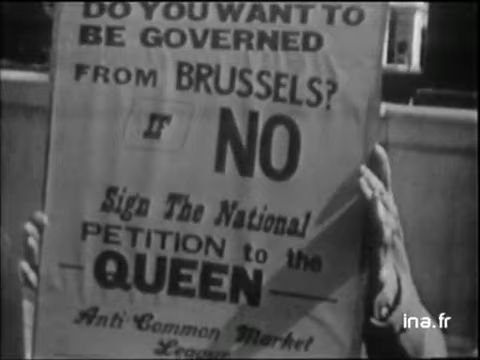 DO YOU WANT TO
BE GOVERNED
FROM BRUSSELS?
IF NO
Sign The National
PETITION to the
QUEEN
Anti Common Market
League
ina.fr